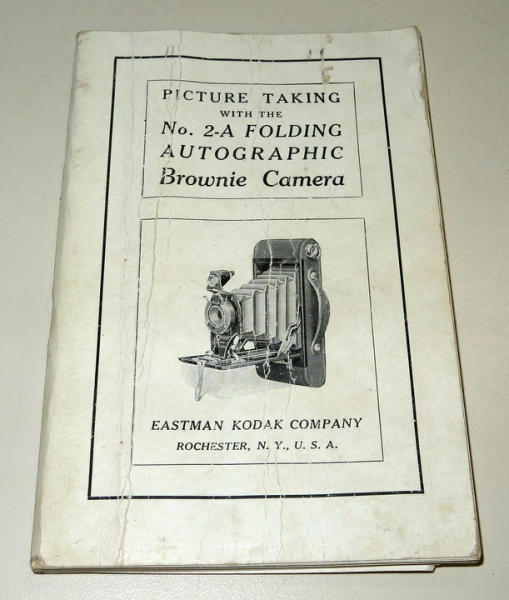 PICTURE TAKING
WITH THE
No. 2-A FOLDING
AUTOGRAPHIC
Brownie Camera
EASTMAN KODAK COMPANY
ROCHESTER, N. Y., U. S. A.